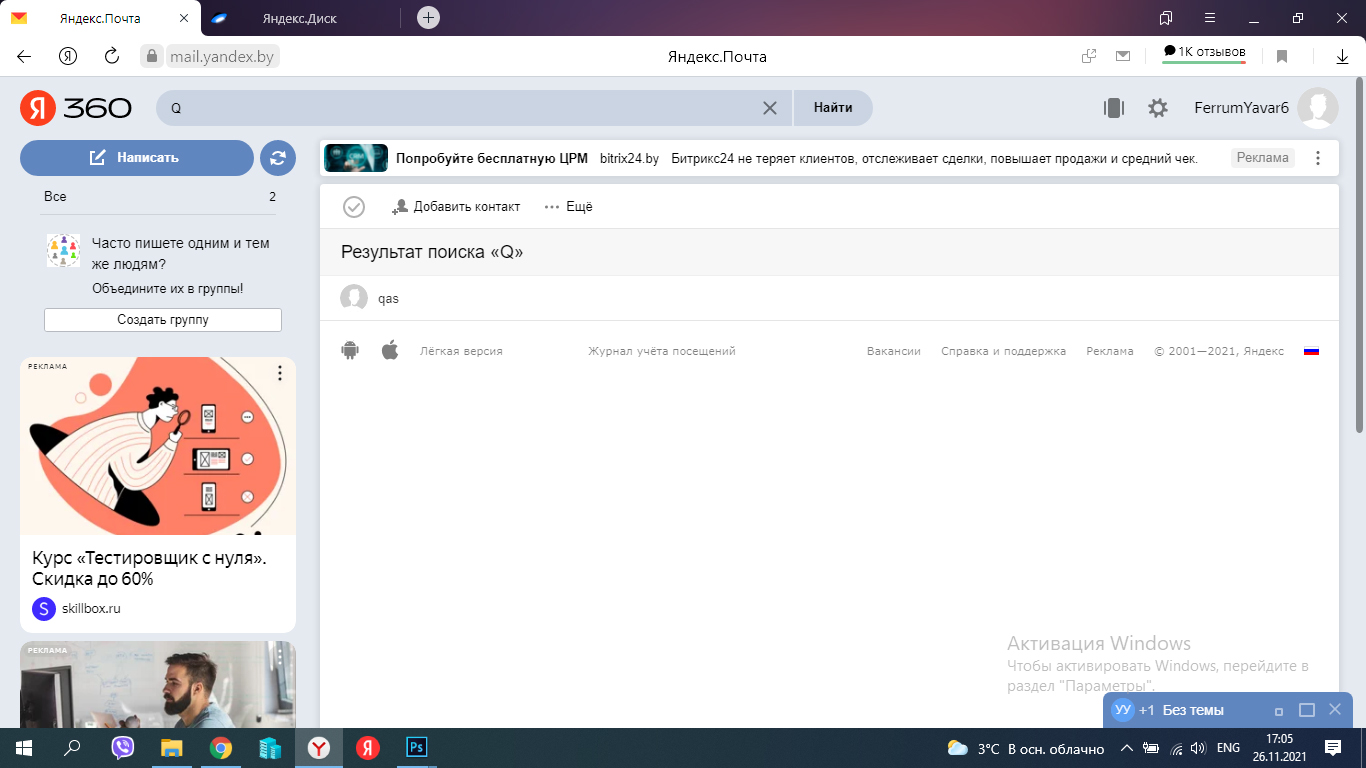 Яндекс.Почта
Яндекс.Диск
mail.yandex.by
Яндекс.Почта
1K отзывов
Я 360
Q
Найти
FerrumYavar6
Написать
Попробуйте бесплатную ЦРМ bitrix24.by Битрикс24 не теряет клиентов, отслеживает сделки, повышает продажи и средний чек.
Реклама
Все 2
Добавить контакт
Ещё
Часто пишете одним и тем
же людям?
Объедините их в группы!
Создать группу
Результат поиска «Q»
qas
Лёгкая версия
Журнал учёта посещений
Вакансии
Справка и поддержка
Реклама
© 2001—2021, Яндекс
РЕКЛАМА
Курс «Тестировщик с нуля».
Скидка до 60%
S skillbox.ru
РЕКЛАМА
Активация Windows
Чтобы активировать Windows, перейдите в
раздел "Параметры".
УУ +1 Без темы
Y
Я
Ps
3°C В осн. облачно
ENG
17:05
26.11.2021